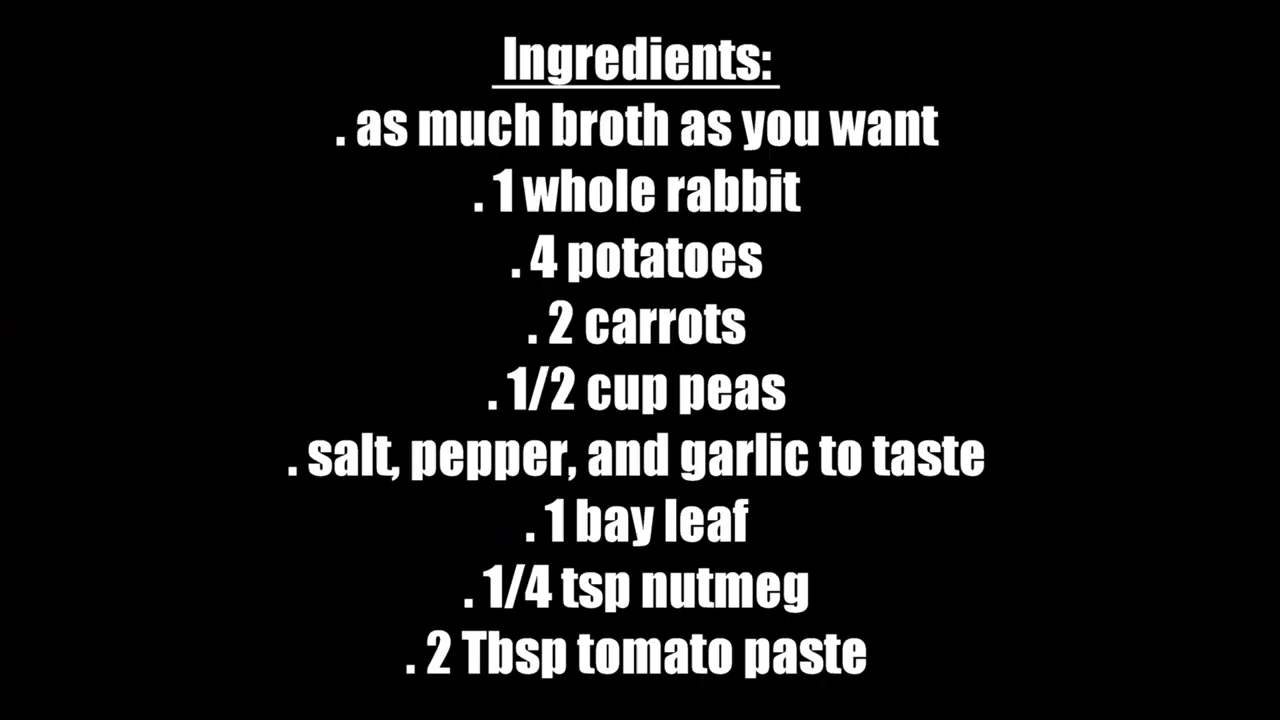 Ingredients:
. as much broth as you want
. 1 whole rabbit
. 4 potatoes
. 2 carrots
. 1/2 cup peas
. salt, pepper, and garlic to taste
. 1 bay leaf
. 1/4 tsp nutmeg
. 2 Tbsp tomato paste